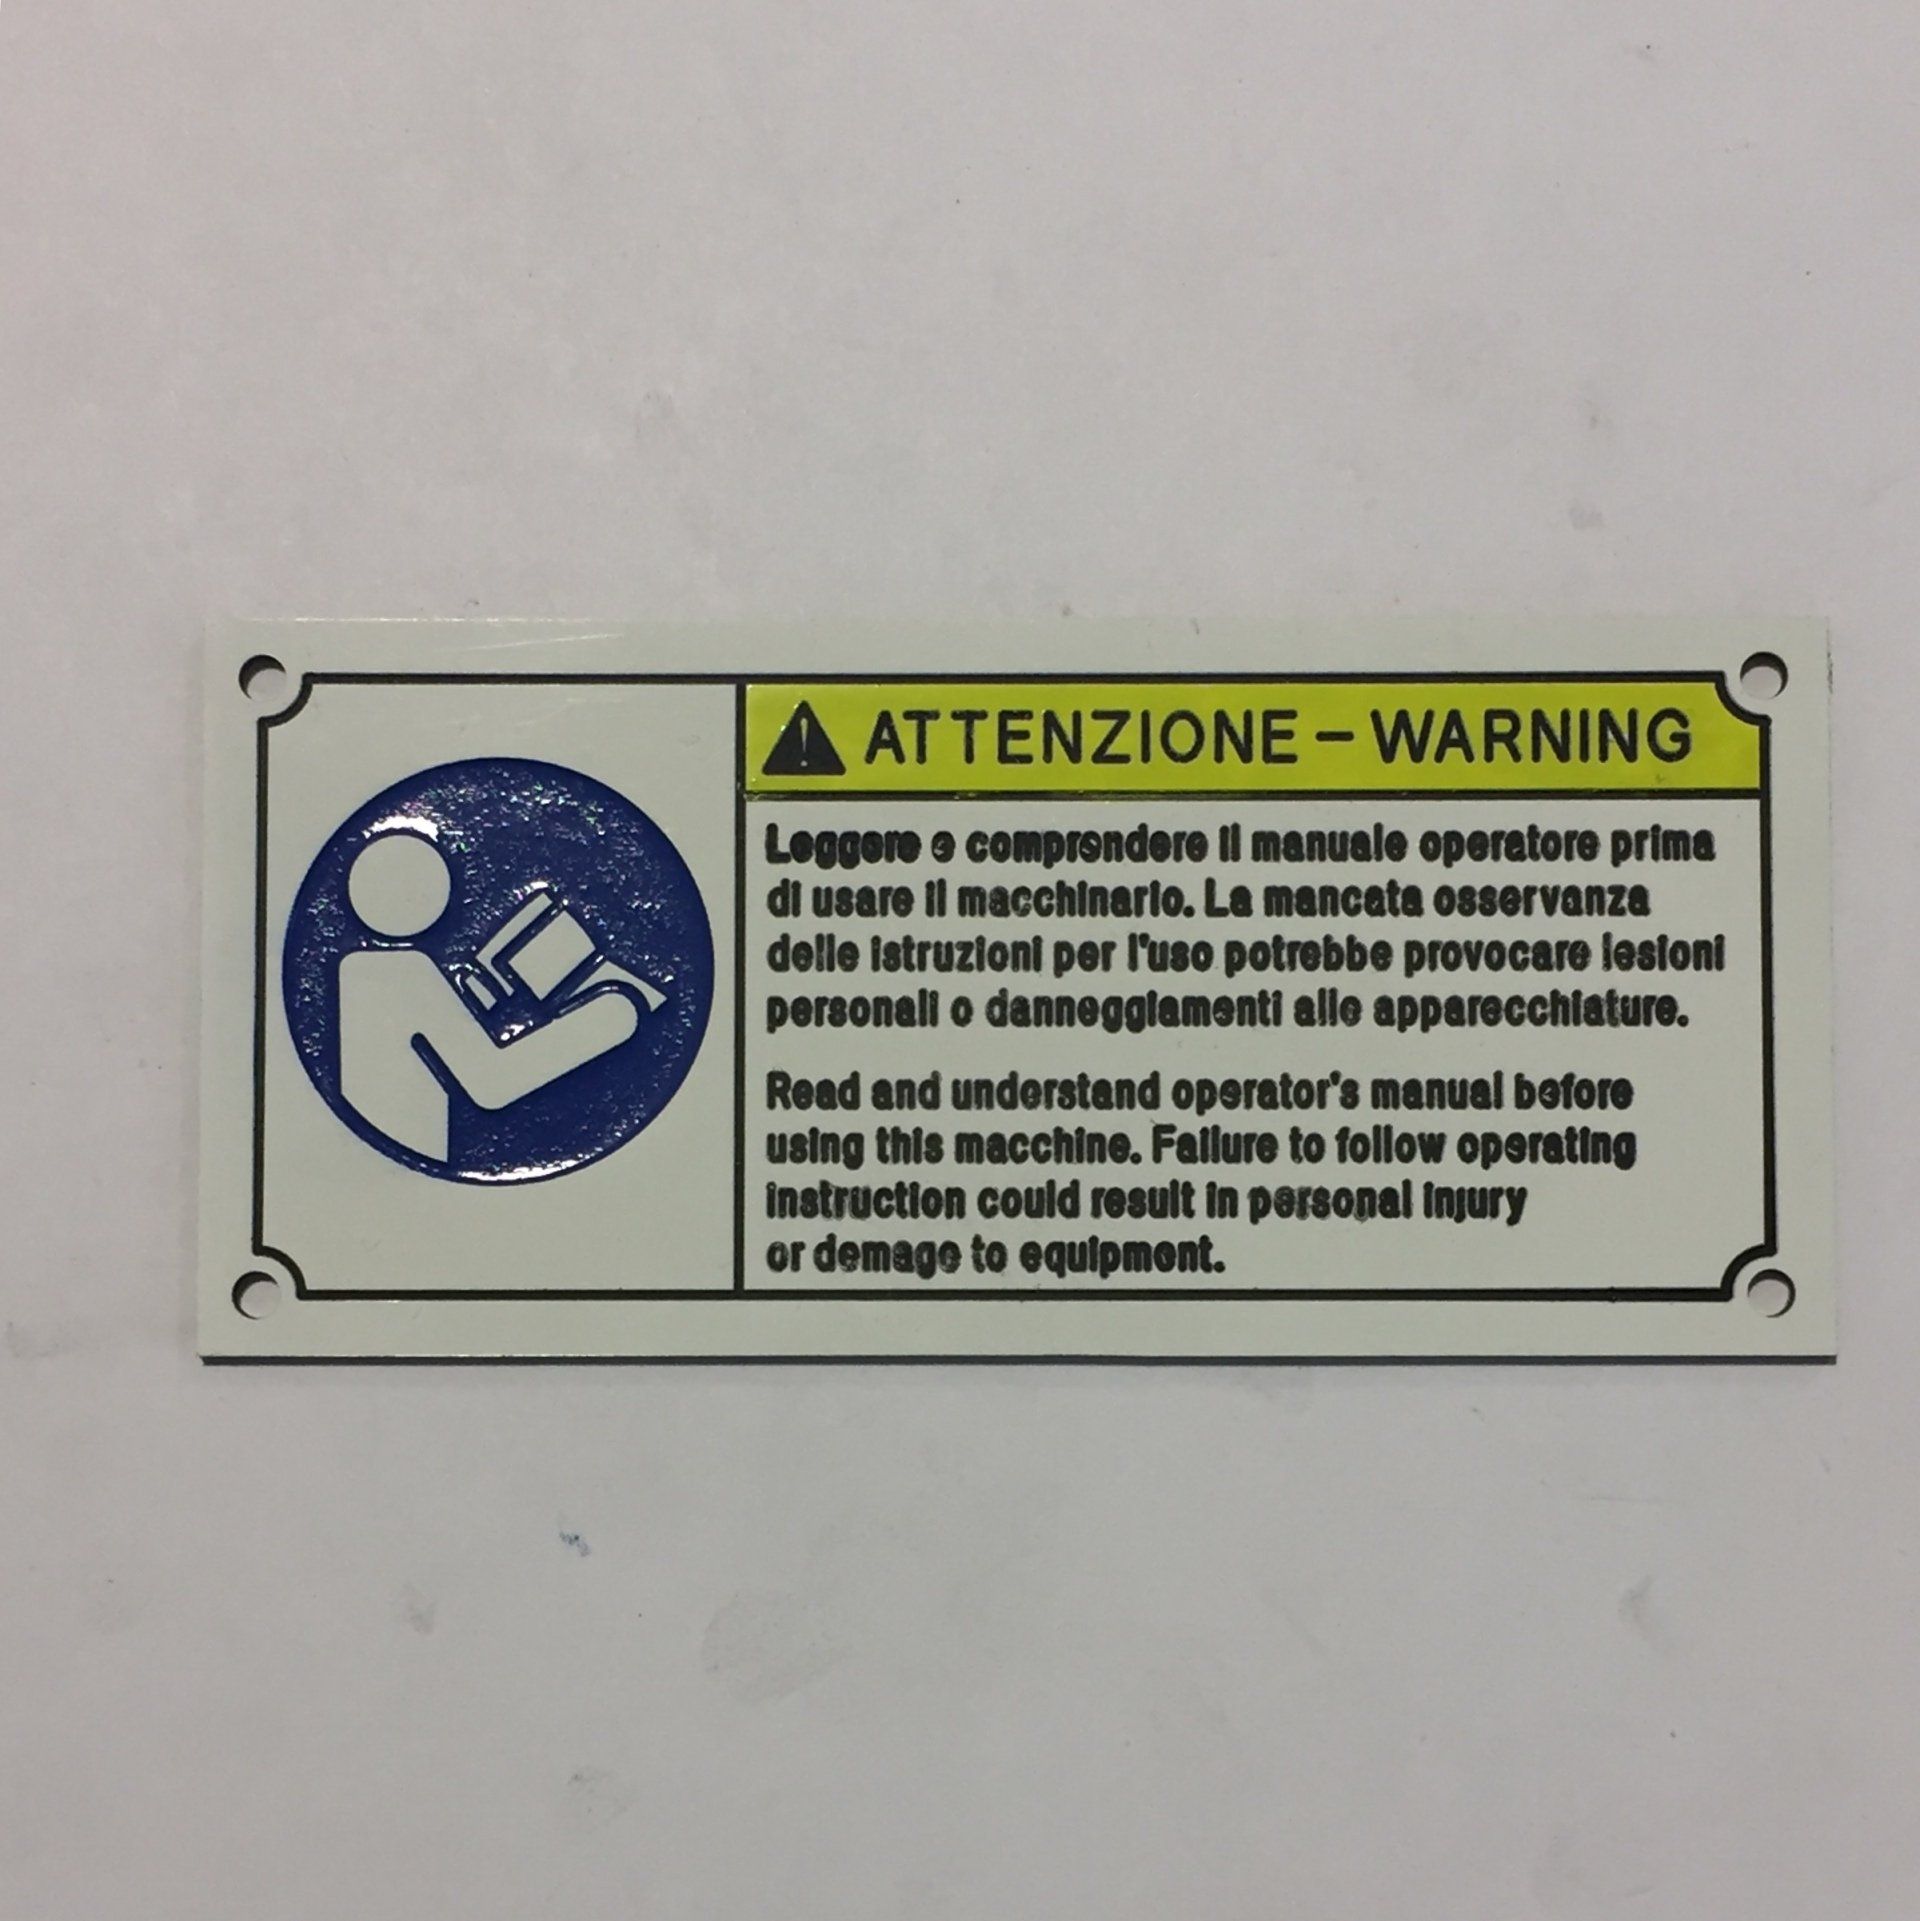 ATTENZIONE - WARNING
Leggere e comprendere il manuale operatore prima
di usare il macchinario. La mancata osservanza
delle istruzioni per l'uso potrebbe provocare lesioni
personali o danneggiamenti alle apparecchiature.
Read and understand operator's manual before
using this macchine. Failure to follow operating
instruction could result in personal injury
or demage to equipment.